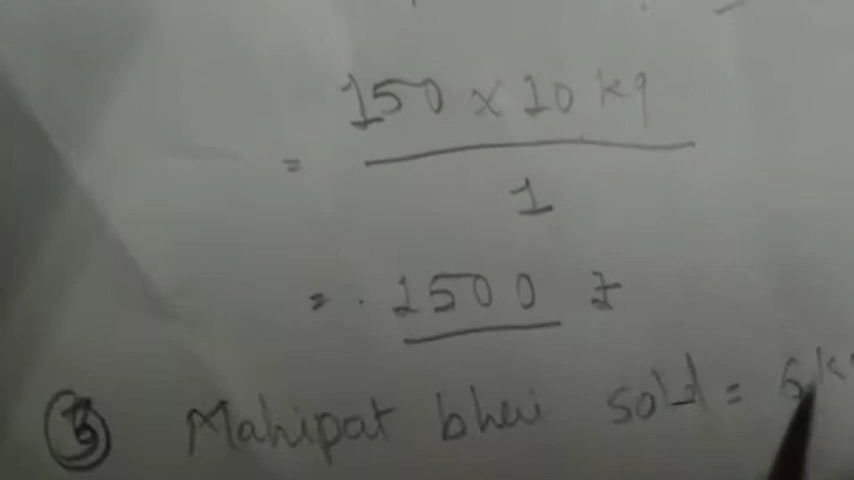 150 x 10 kg
=
1
= 1500 ₹
③ Mahipat bhai sold =